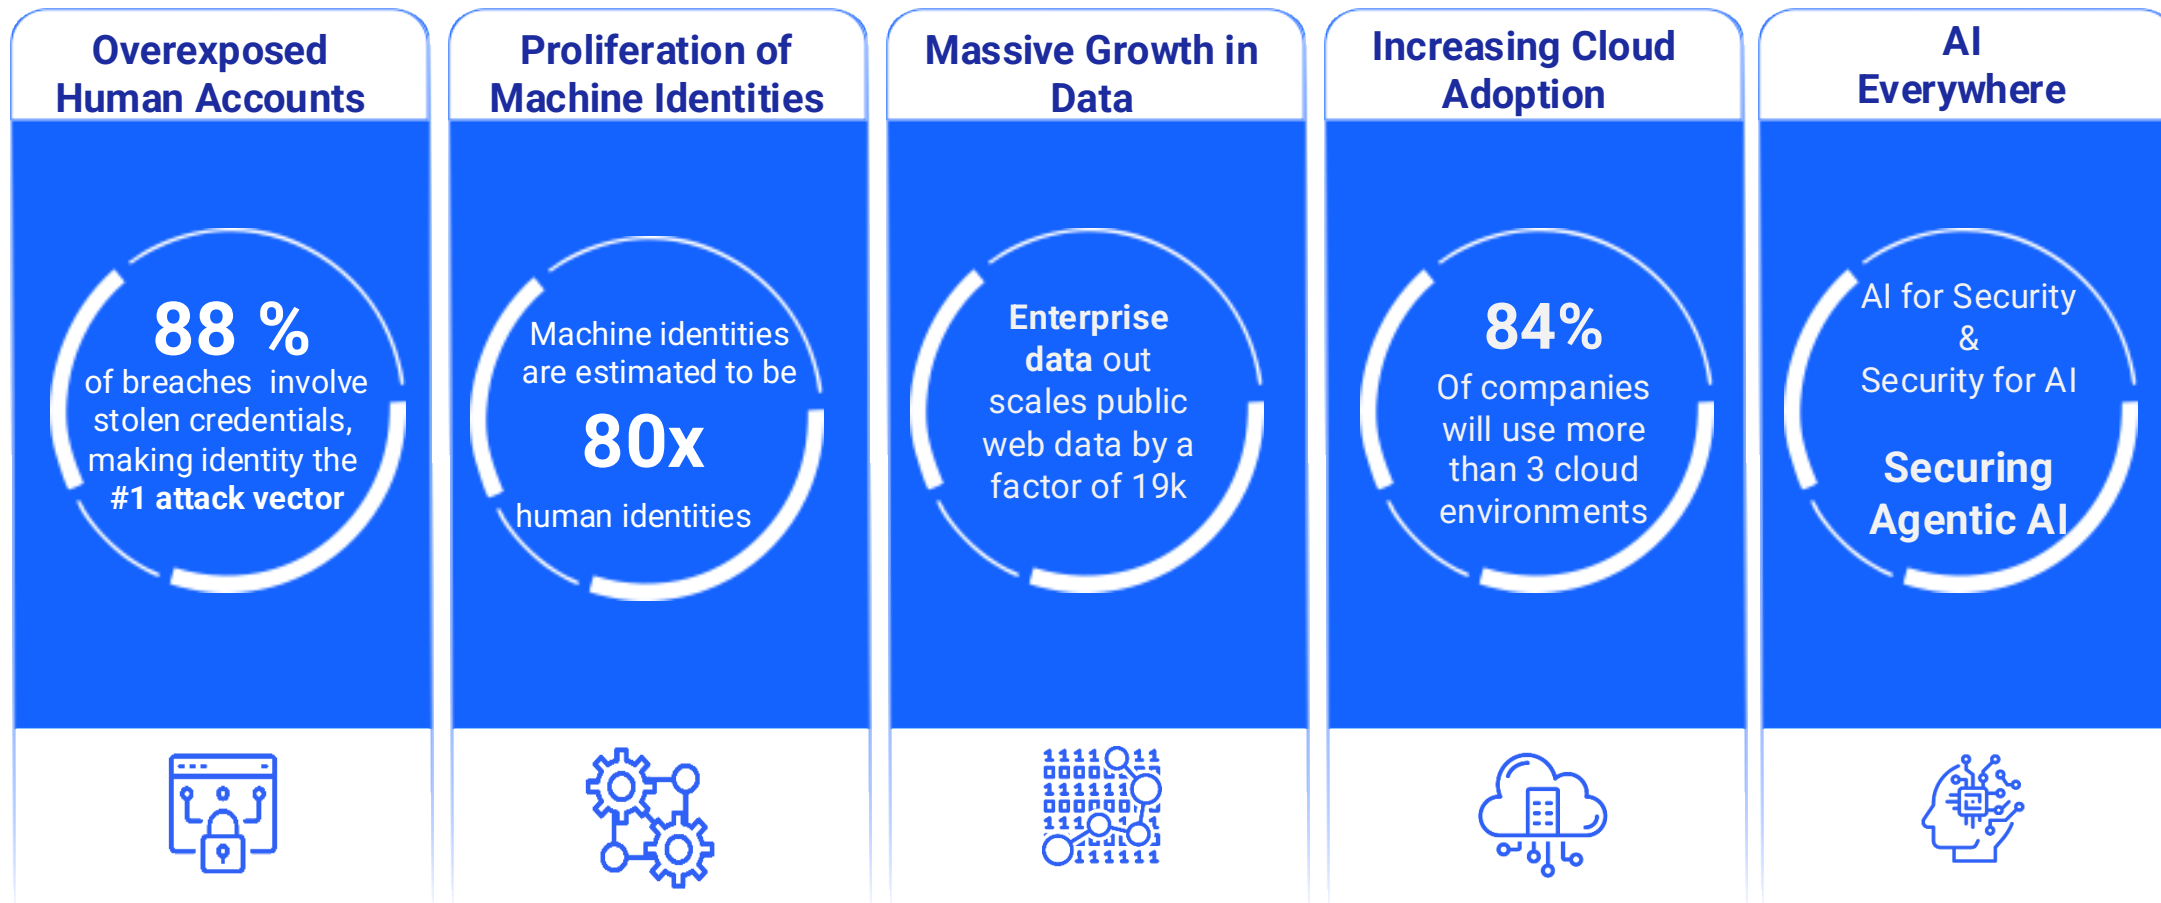 Overexposed
Human Accounts
88 %
of breaches  involve
stolen credentials,
making identity the
#1 attack vector
Proliferation of
Machine Identities
Machine identities
are estimated to be
80x
human identities
Massive Growth in
Data
Enterprise
data out
scales public
web data by a
factor of 19k
Increasing Cloud
Adoption
84%
Of companies
will use more
than 3 cloud
environments
AI
Everywhere
AI for Security
&
Security for AI
Securing
Agentic AI